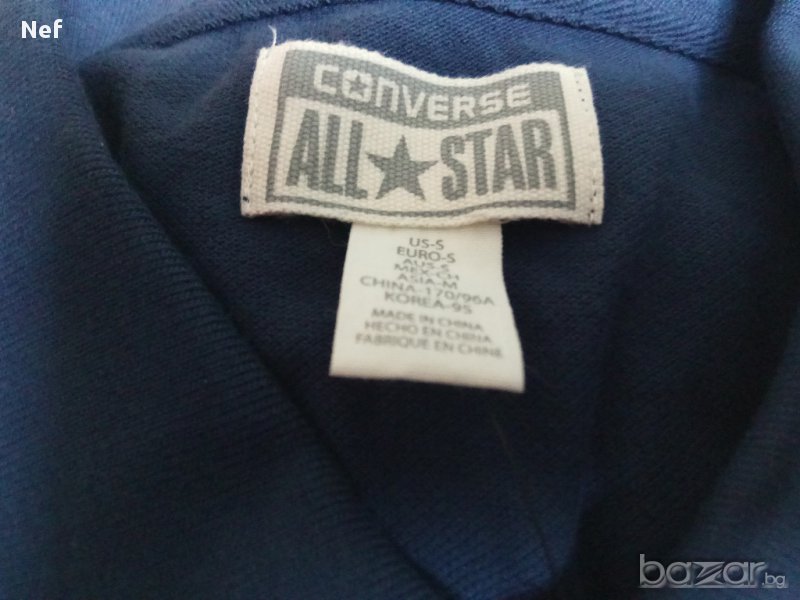 Nef
CONVERSE
ALL STAR
US-S
EURO-S
AUS-S
MEX-CH
ASIA-M
CHINA-170/96A
KOREA-95
MADE IN CHINA
HECHO EN CHINA
FABRIQUE EN CHINE
bazar.bg